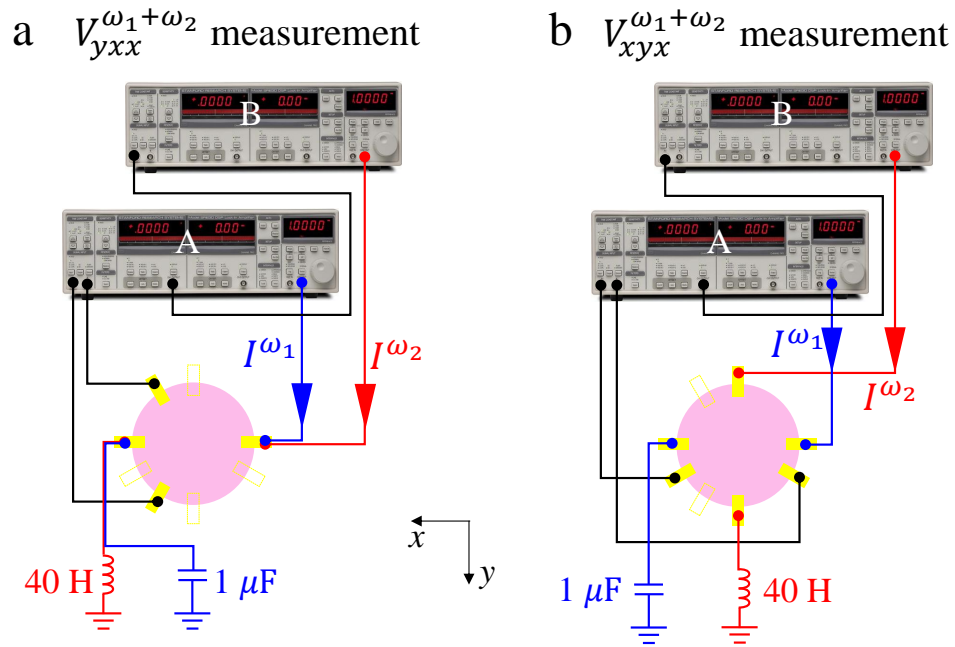 a V_{yxx}^{ω₁+ω₂} measurement
b V_{xyx}^{ω₁+ω₂} measurement
B
.0000 0.00 1.0000
B
.0000 0.00 1.0000
A
.0000 0.00 1.0000
A
.0000 0.00 1.0000
I^{ω₁}
I^{ω₂}
I^{ω₁}
I^{ω₂}
x
y
40 H
1 μF
1 μF
40 H